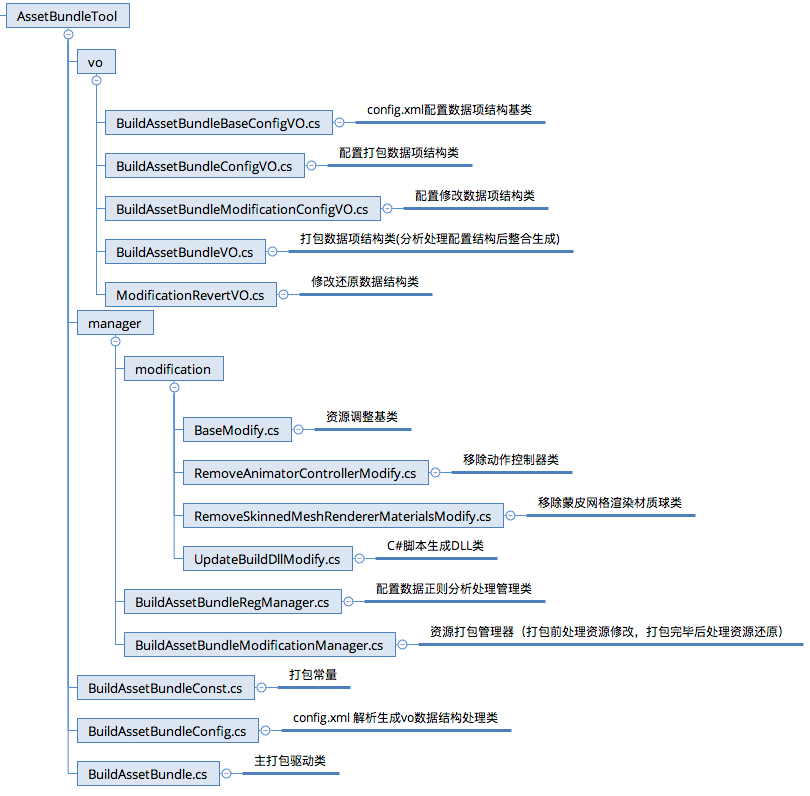 AssetBundleTool
vo
BuildAssetBundleBaseConfigVO.cs config.xml配置数据项结构基类
BuildAssetBundleConfigVO.cs 配置打包数据项结构类
BuildAssetBundleModificationConfigVO.cs 配置修改数据项结构类
BuildAssetBundleVO.cs 打包数据项结构类(分析处理配置结构后整合生成)
ModificationRevertVO.cs 修改还原数据结构类
manager
modification
BaseModify.cs 资源调整基类
RemoveAnimatorControllerModify.cs 移除动作控制器类
RemoveSkinnedMeshRendererMaterialsModify.cs 移除蒙皮网格渲染材质球类
UpdateBuildDllModify.cs C#脚本生成DLL类
BuildAssetBundleRegManager.cs 配置数据正则分析处理管理类
BuildAssetBundleModificationManager.cs 资源打包管理器（打包前处理资源修改，打包完毕后处理资源还原）
BuildAssetBundleConst.cs 打包常量
BuildAssetBundleConfig.cs config.xml 解析生成vo数据结构处理类
BuildAssetBundle.cs 主打包驱动类